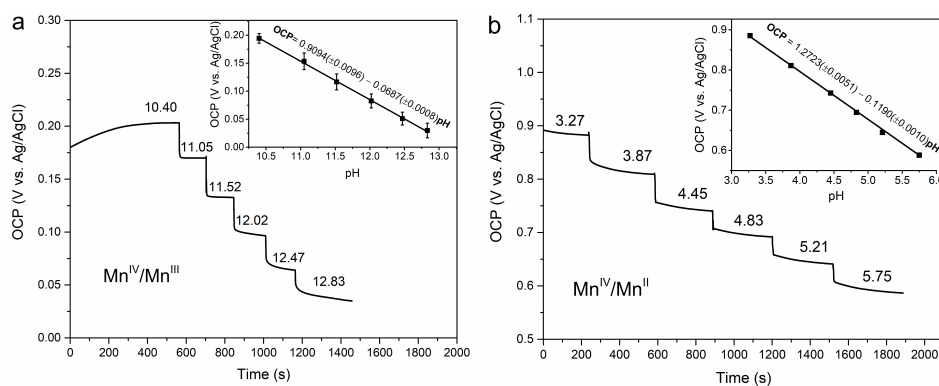 a
0.30
0.25
0.20
0.15
0.10
0.05
0.00
OCP (V vs. Ag/AgCl)
0 200 400 600 800 1000 1200 1400 1600 1800 2000
Time (s)
10.40
11.05
11.52
12.02
12.47
12.83
Mn^IV/Mn^III
0.20
0.15
0.10
0.05
0.00
OCP (V vs. Ag/AgCl)
10.5 11.0 11.5 12.0 12.5 13.0
pH
OCP= 0.9094(±0.0096) – 0.0687(±0.0008)pH
b
0.9
0.8
0.7
0.6
0.5
OCP (V vs. Ag/AgCl)
0 200 400 600 800 1000 1200 1400 1600 1800 2000
Time (s)
3.27
3.87
4.45
4.83
5.21
5.75
Mn^IV/Mn^II
0.9
0.8
0.7
0.6
OCP (V vs. Ag/AgCl)
3.0 3.5 4.0 4.5 5.0 5.5 6.0
pH
OCP = 1.2723(±0.0051) – 0.1190(±0.0010)pH